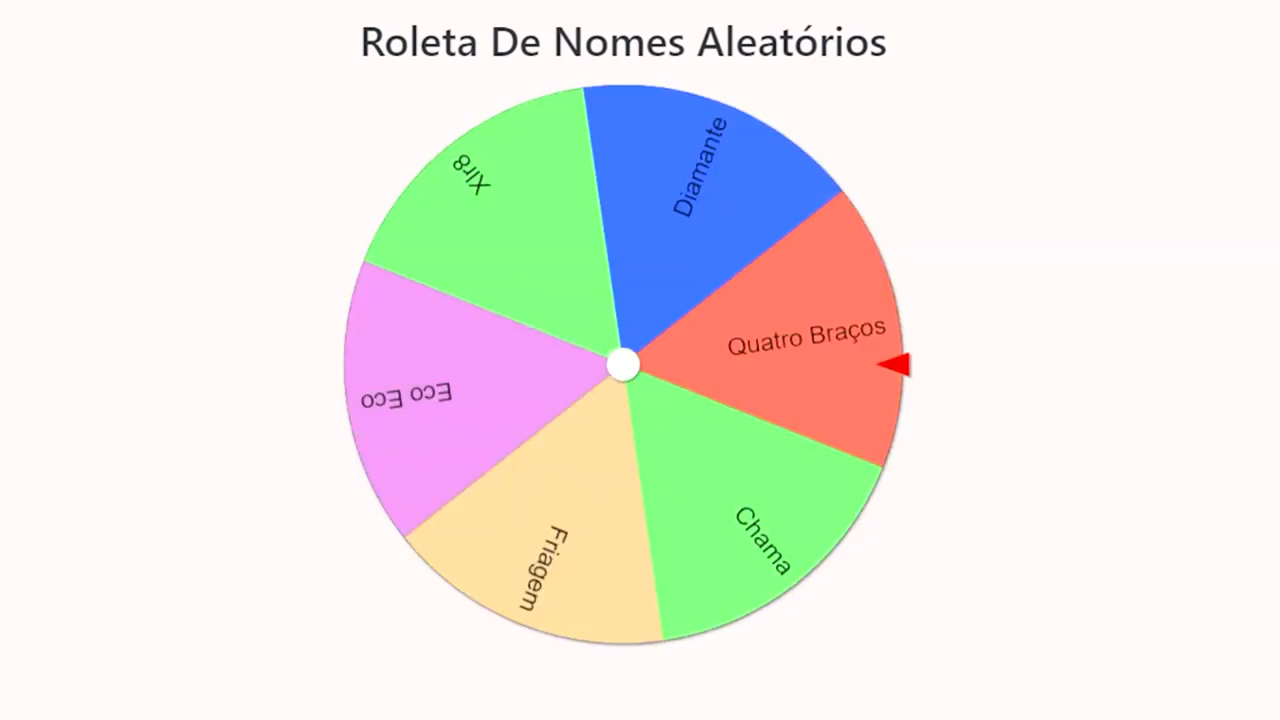 Roleta De Nomes Aleatórios
Diamante
Xlr8
Quatro Braços
Eco Eco
Chama
Friagem